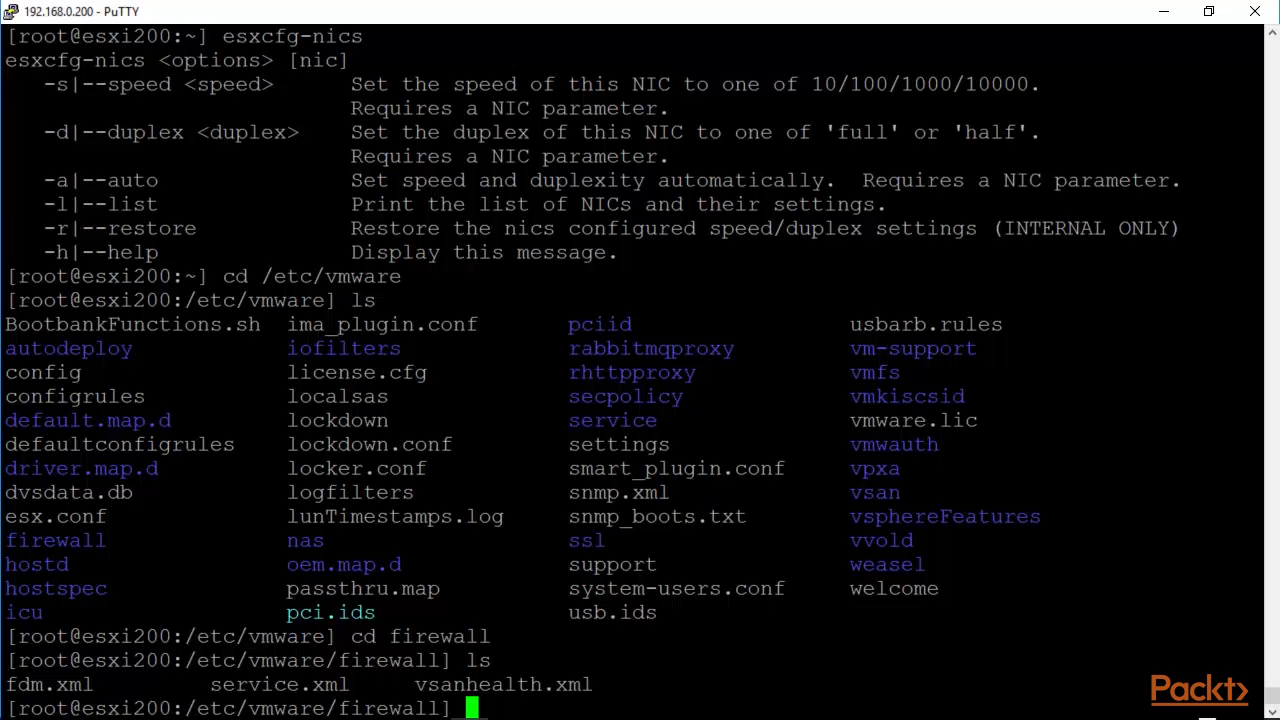 192.168.0.200 - PuTTY
[root@esxi200:~] esxcfg-nics
esxcfg-nics <options> [nic]
-s|--speed <speed> Set the speed of this NIC to one of 10/100/1000/10000.
Requires a NIC parameter.
-d|--duplex <duplex> Set the duplex of this NIC to one of 'full' or 'half'.
Requires a NIC parameter.
-a|--auto Set speed and duplexity automatically. Requires a NIC parameter.
-l|--list Print the list of NICs and their settings.
-r|--restore Restore the nics configured speed/duplex settings (INTERNAL ONLY)
-h|--help Display this message.
[root@esxi200:~] cd /etc/vmware
[root@esxi200:/etc/vmware] ls
BootbankFunctions.sh ima_plugin.conf pciid usbarb.rules
autodeploy iofilters rabbitmqproxy vm-support
config license.cfg rhttpproxy vmfs
configrules localsas secpolicy vmkiscsid
default.map.d lockdown service vmware.lic
defaultconfigrules lockdown.conf settings vmwauth
driver.map.d locker.conf smart_plugin.conf vpxa
dvsdata.db logfilters snmp.xml vsan
esx.conf lunTimestamps.log snmp_boots.txt vsphereFeatures
firewall nas ssl vvold
hostd oem.map.d support weasel
hostspec passthru.map system-users.conf welcome
icu pci.ids usb.ids
[root@esxi200:/etc/vmware] cd firewall
[root@esxi200:/etc/vmware/firewall] ls
fdm.xml service.xml vsanhealth.xml
[root@esxi200:/etc/vmware/firewall]
Packt>